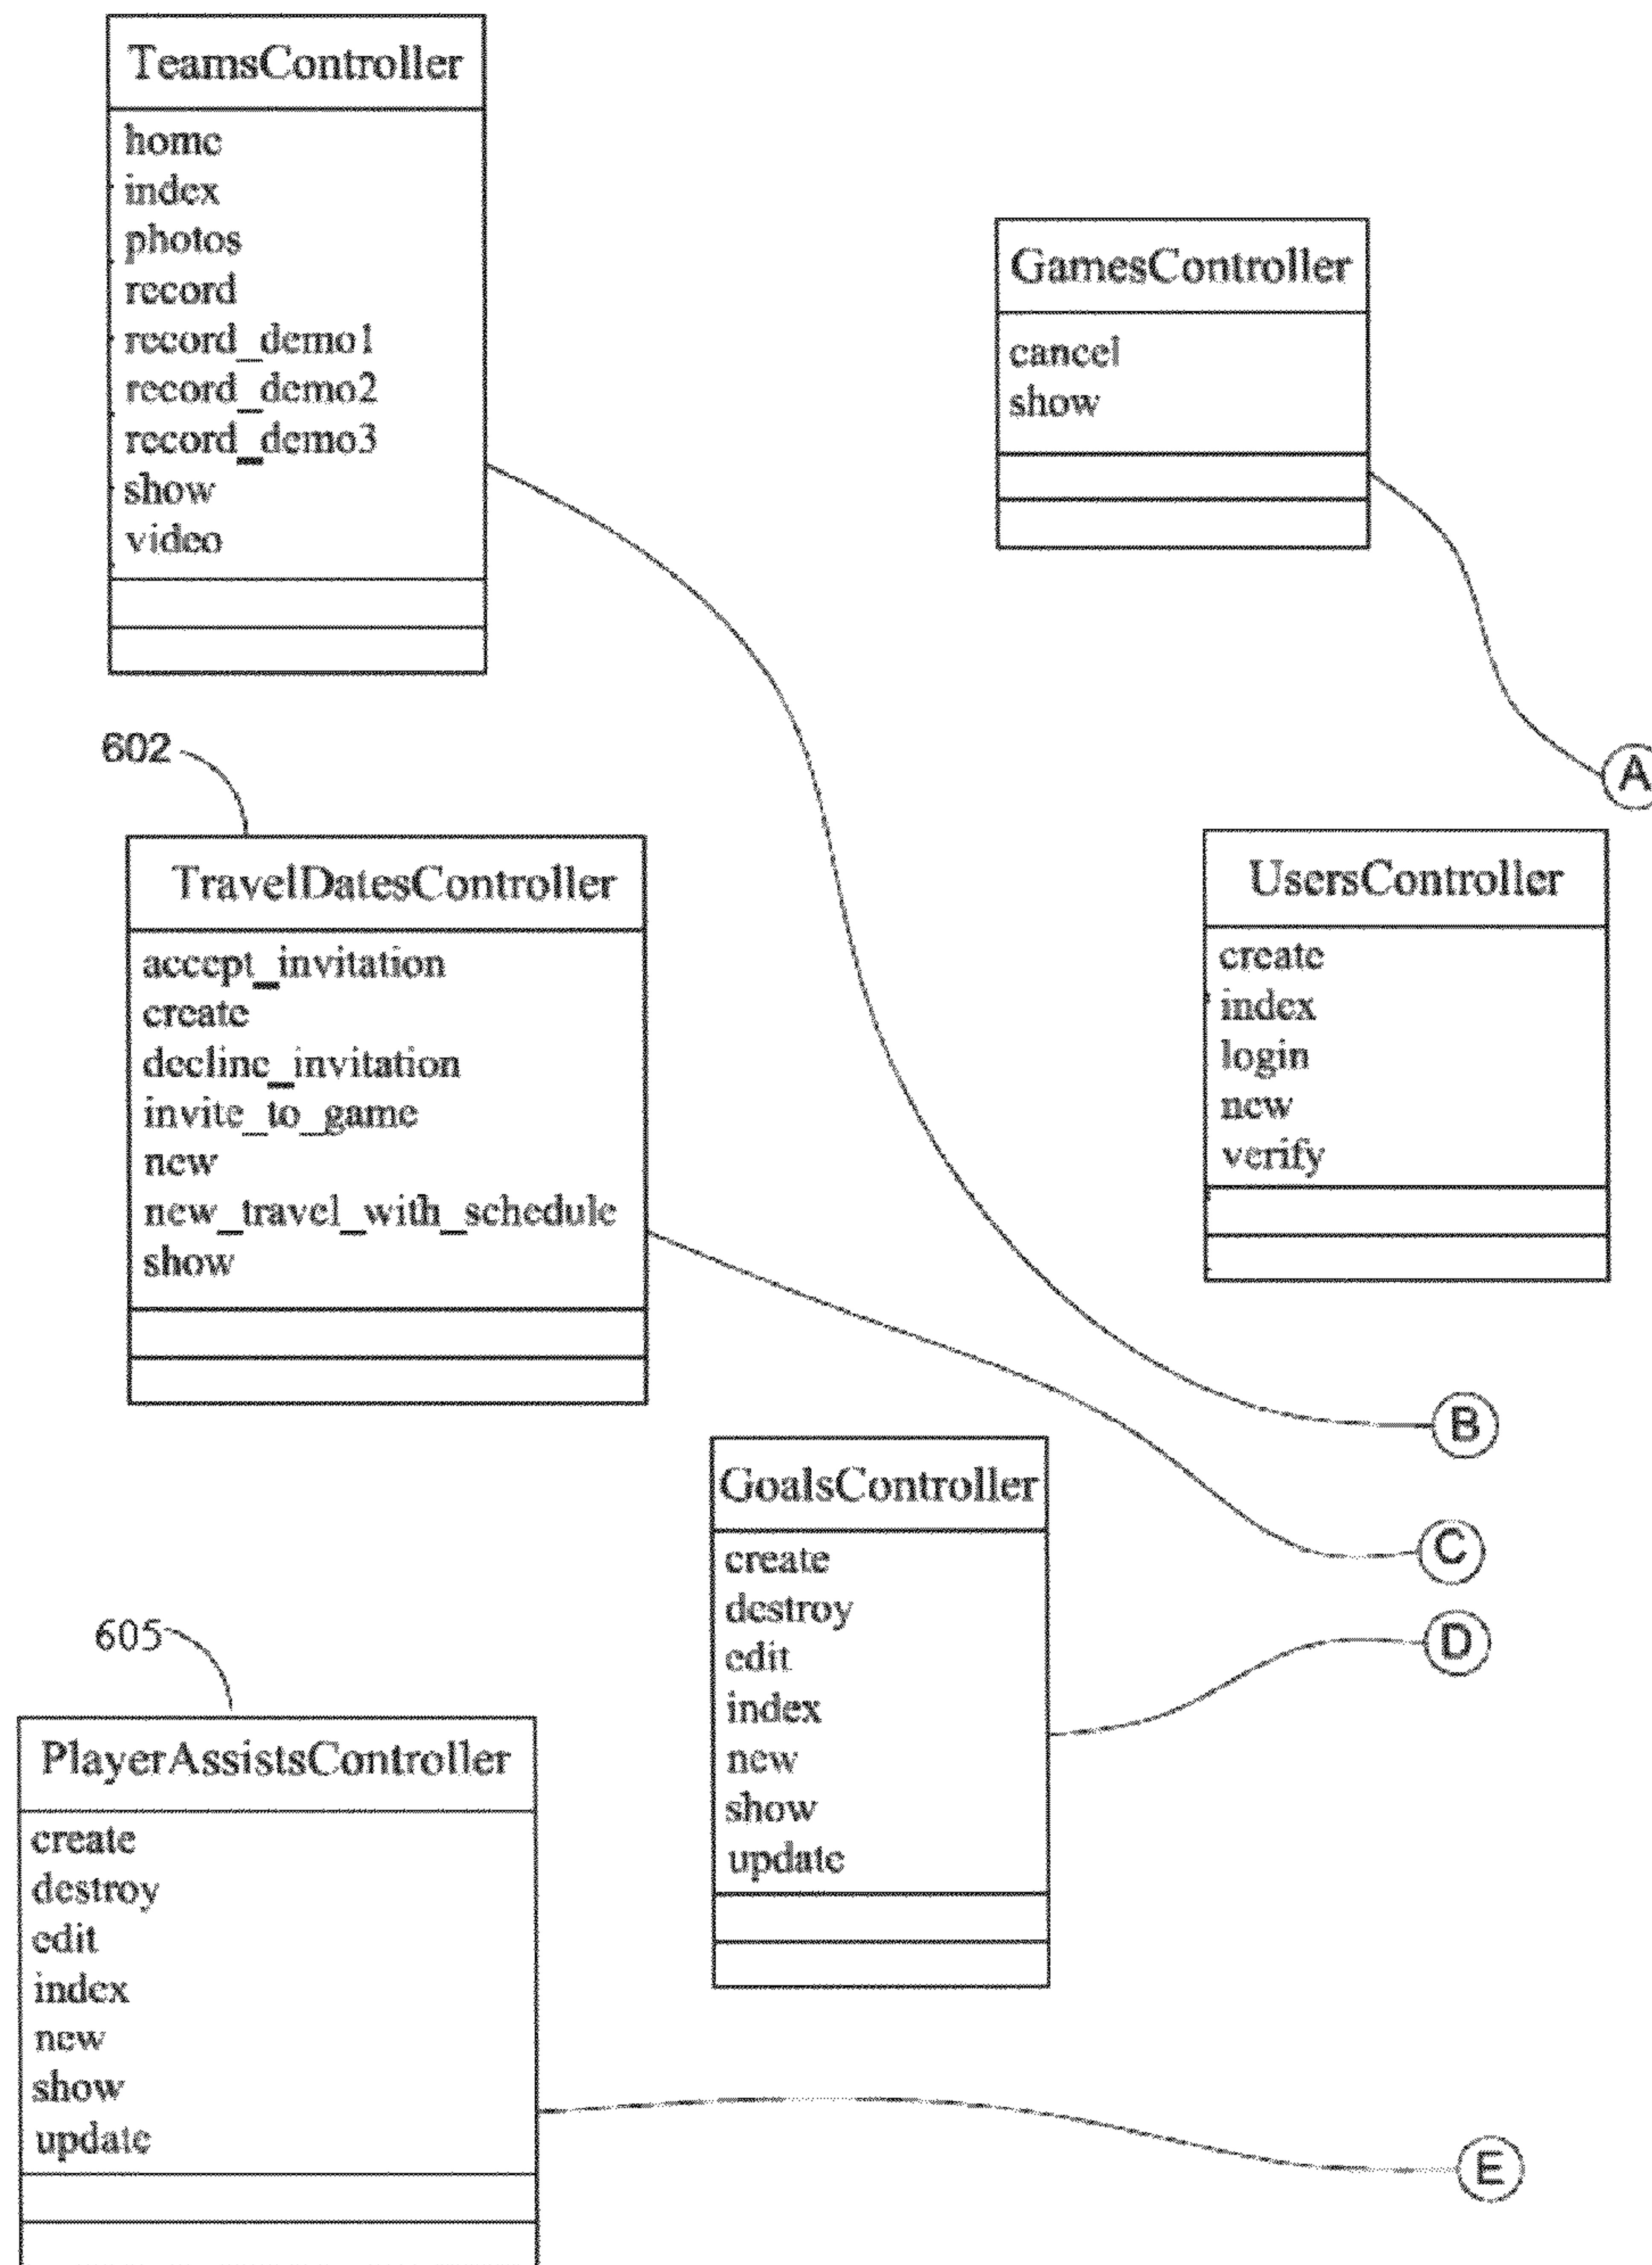 TeamsController
home
index
photos
record
record_demo1
record_demo2
record_demo3
show
video
GamesController
cancel
show
A
602
TravelDatesController
accept_invitation
create
decline_invitation
invite_to_game
new
new_travel_with_schedule
show
UsersController
create
index
login
new
verify
B
C
D
GoalsController
create
destroy
edit
index
new
show
update
605
PlayerAssistsController
create
destroy
edit
index
new
show
update
E